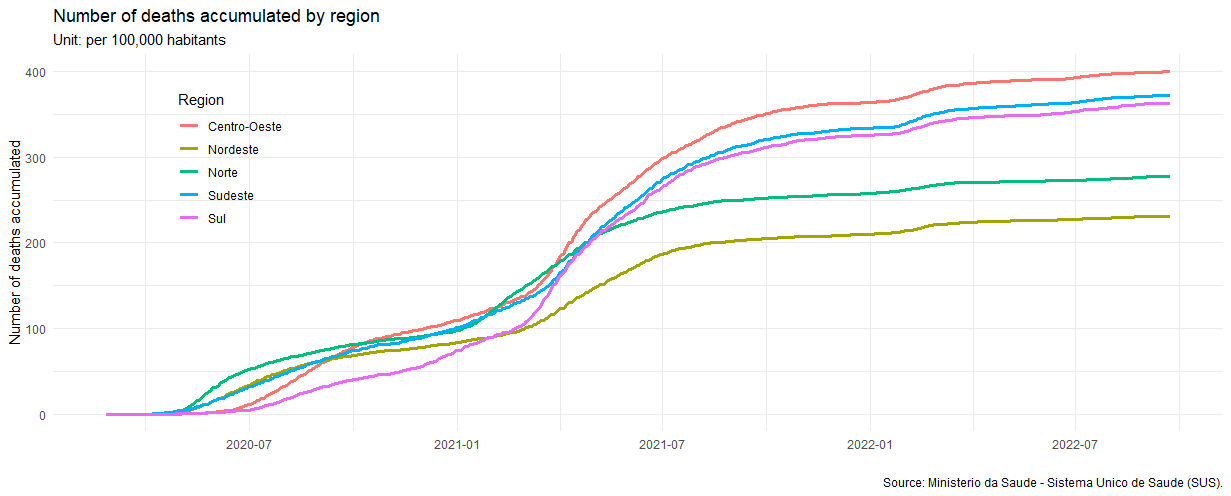 Number of deaths accumulated by region
Unit: per 100,000 habitants
Number of deaths accumulated
400
300
200
100
0
Region
Centro-Oeste
Nordeste
Norte
Sudeste
Sul
2020-07
2021-01
2021-07
2022-01
2022-07
Source: Ministerio da Saude - Sistema Unico de Saude (SUS).